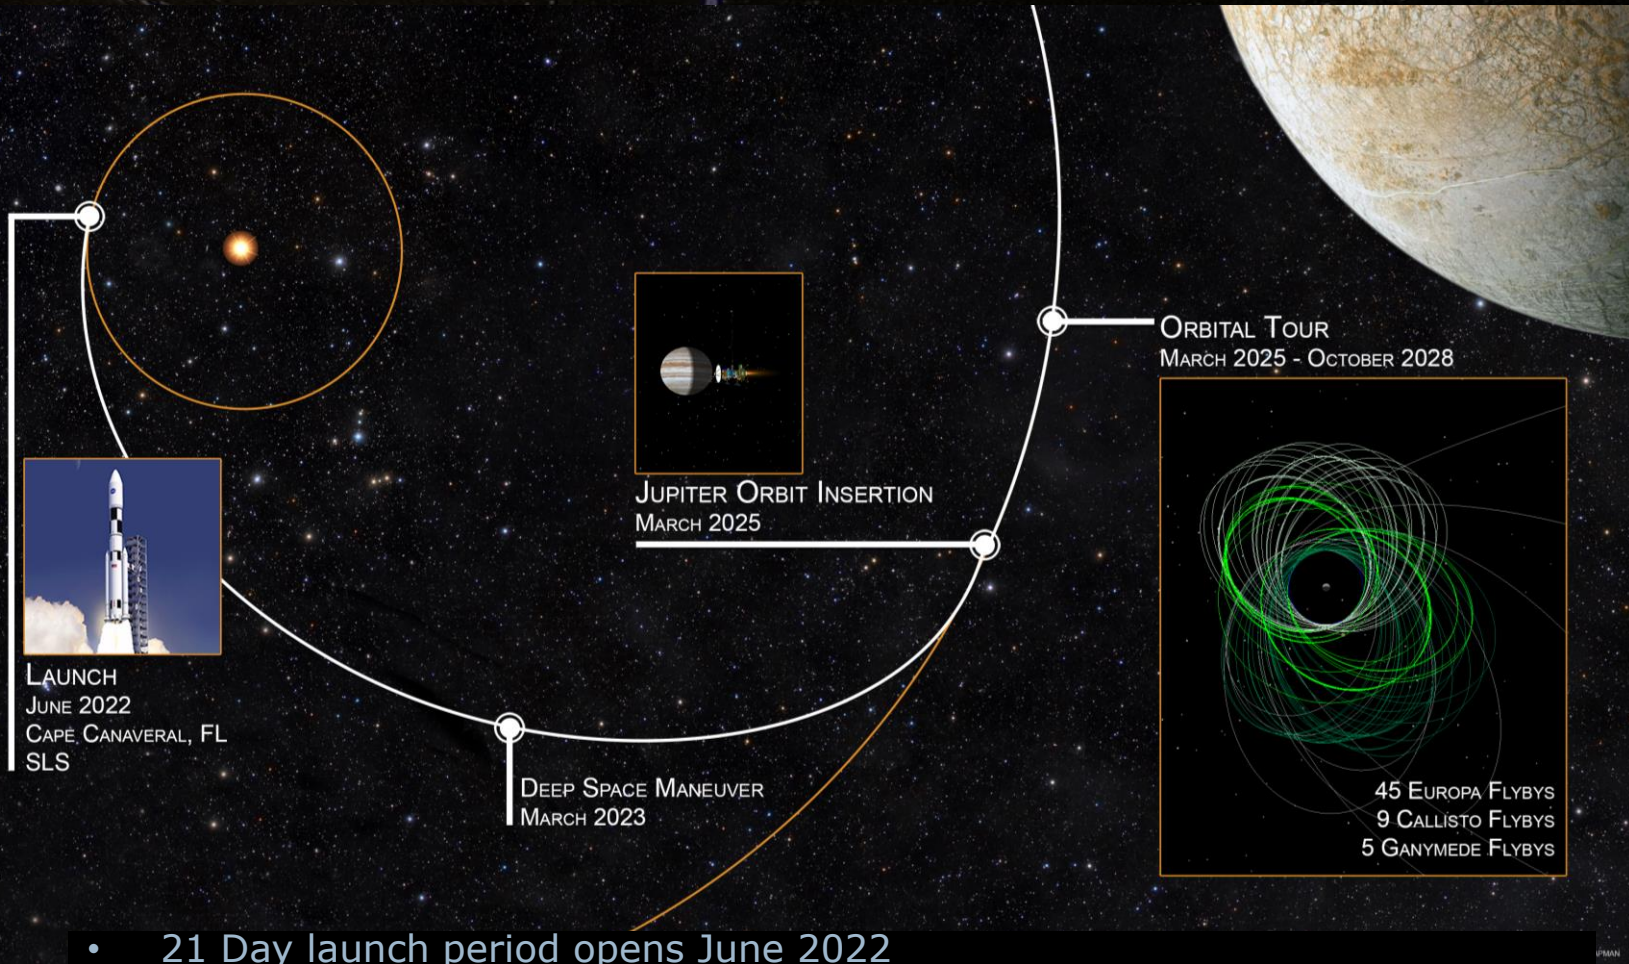 Orbital Tour
March 2025 - October 2028
Jupiter Orbit Insertion
March 2025
Launch
June 2022
Cape Canaveral, FL
SLS
Deep Space Maneuver
March 2023
45 Europa Flybys
9 Callisto Flybys
5 Ganymede Flybys
• 21 Day launch period opens June 2022